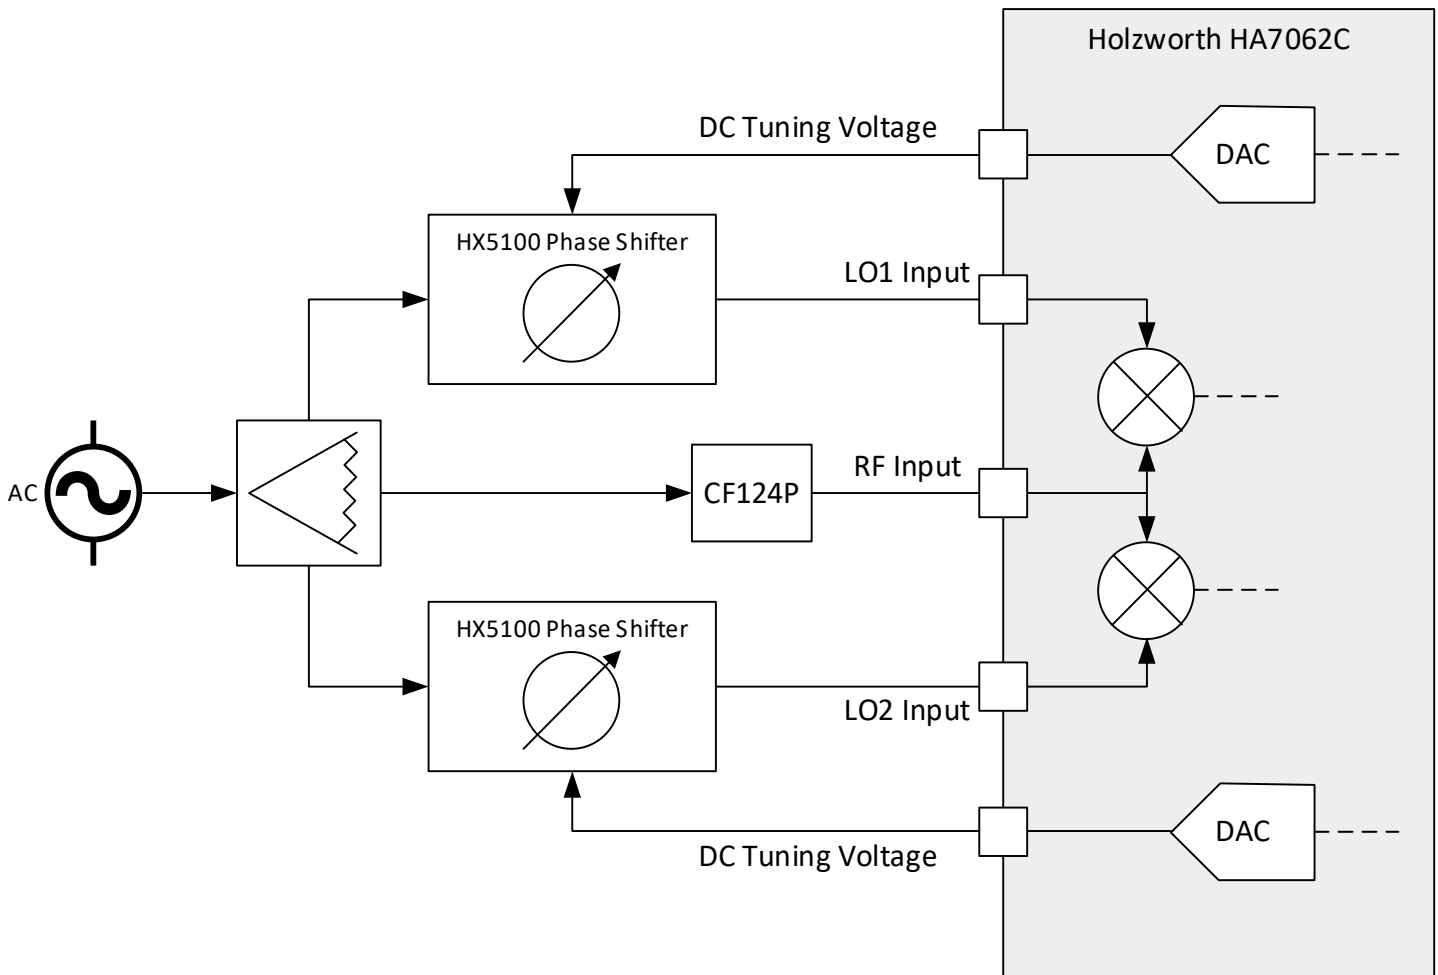 Holzworth HA7062C
DC Tuning Voltage
DAC
HX5100 Phase Shifter
LO1 Input
RF Input
AC
CF124P
HX5100 Phase Shifter
LO2 Input
DAC
DC Tuning Voltage